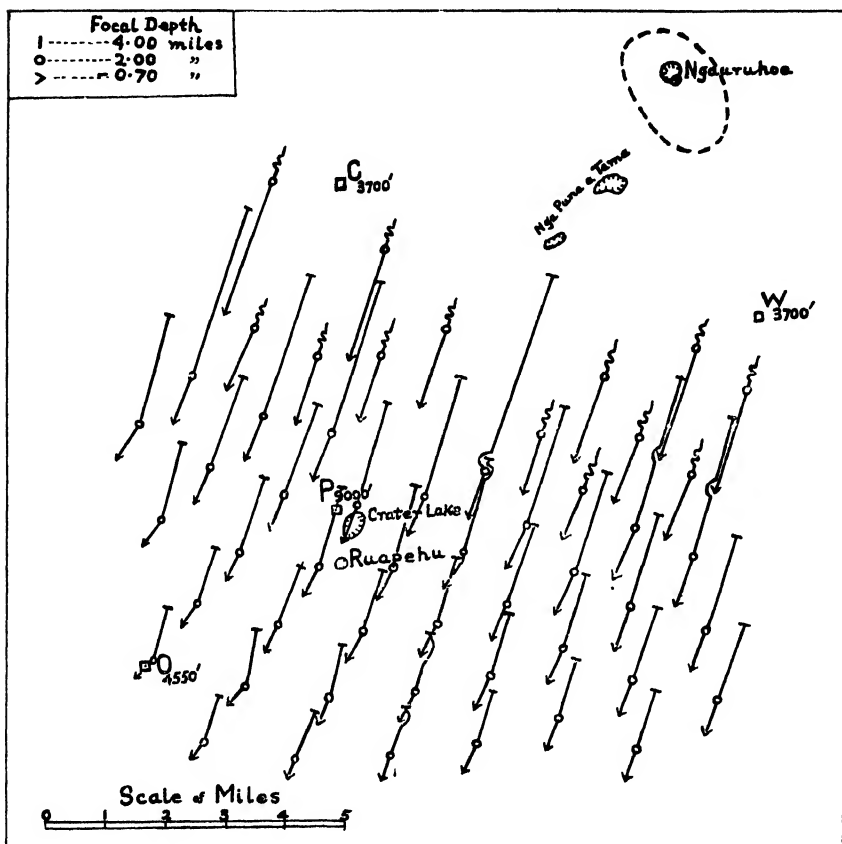 Focal Depth
I ------- 4.00 miles
o ------- 2.00 "
> ------- 0.70 "
Ngauruhoe
C 3700'
Nga Puna a Tama
W 3700'
P 9000'
Crater Lake
Ruapehu
O 4550'
Scale of Miles
0 1 2 3 4 5